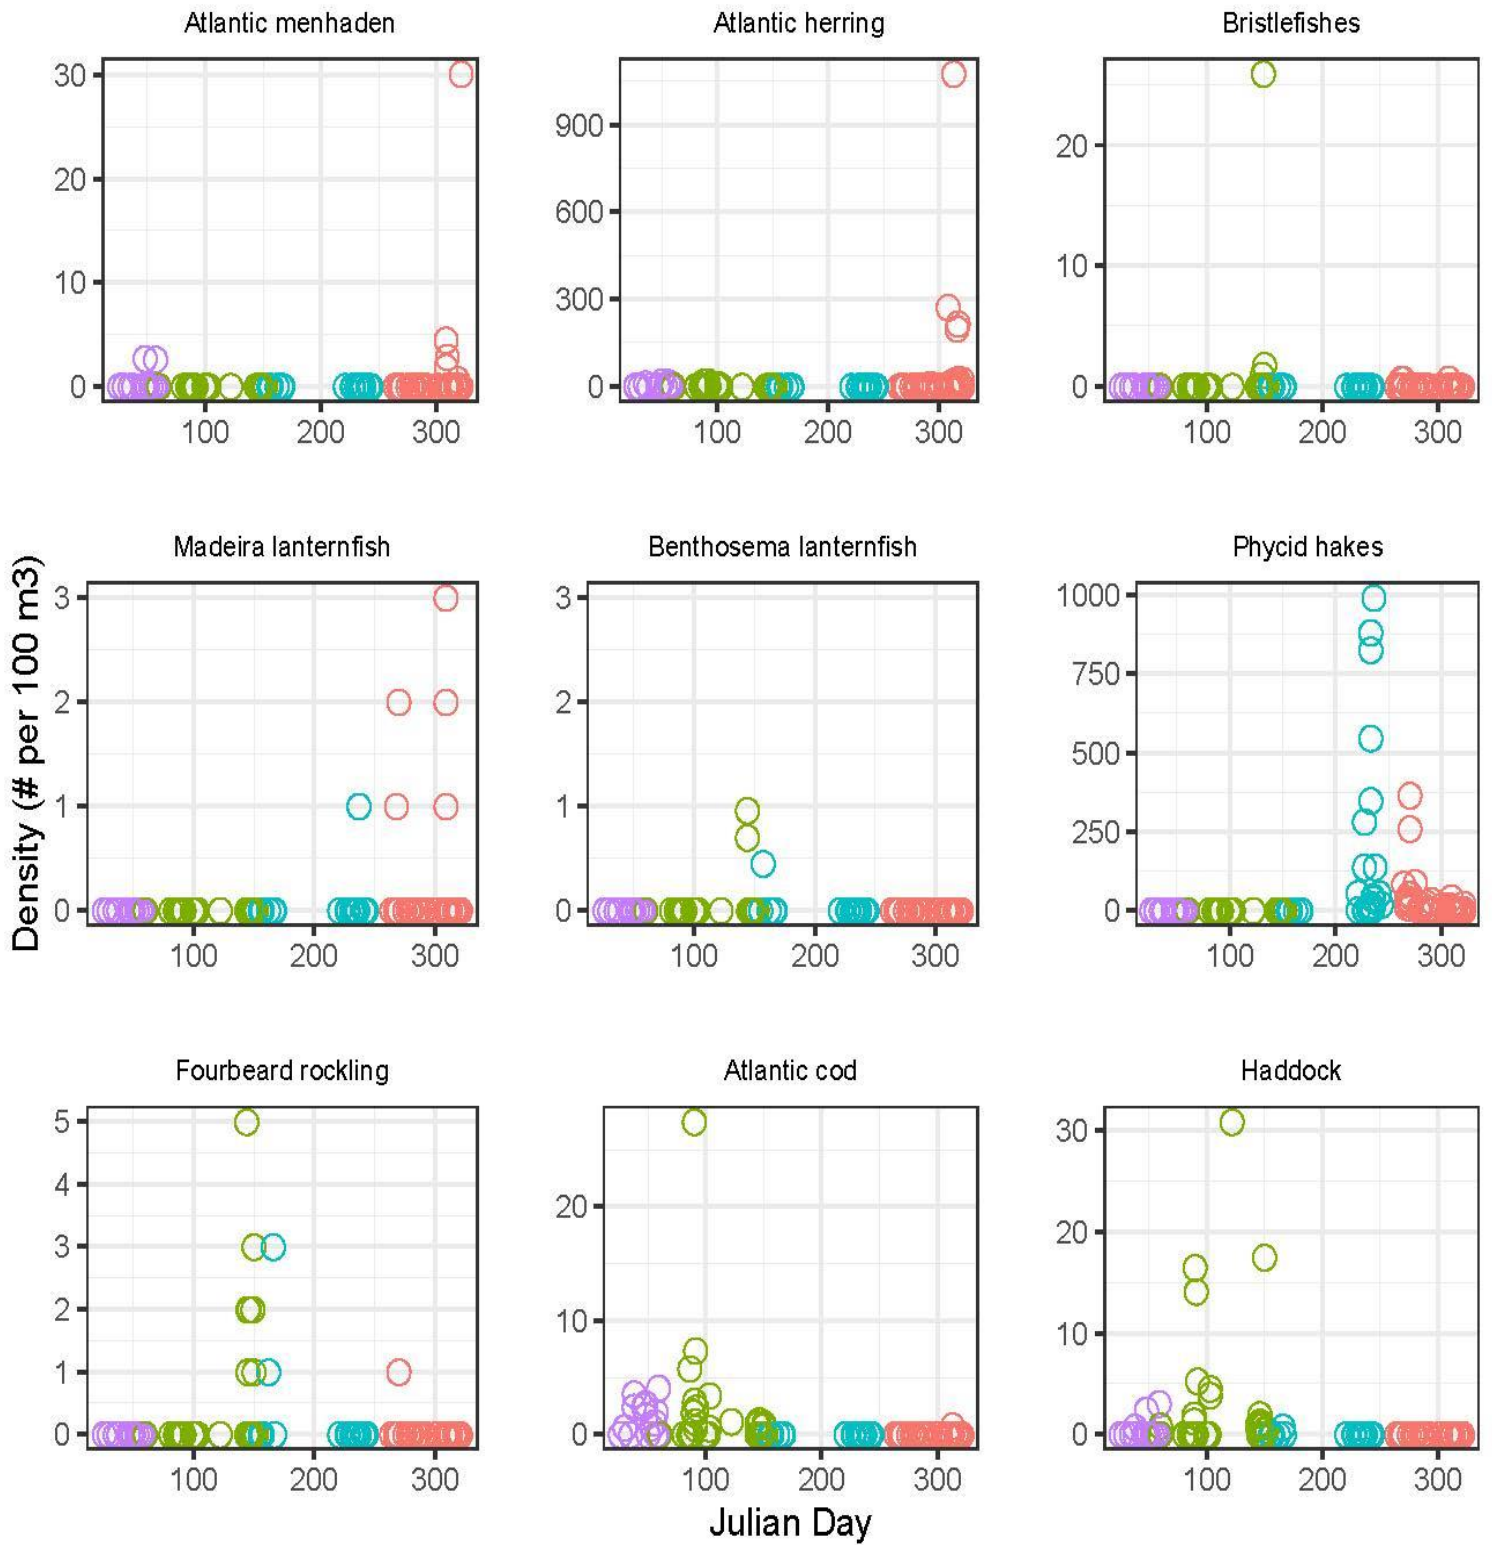 Atlantic menhaden
Atlantic herring
Bristlefishes
30
20
10
0
100 200 300
900
600
300
0
100 200 300
20
10
0
100 200 300
Madeira lanternfish
Benthosema lanternfish
Phycid hakes
3
2
1
0
100 200 300
3
2
1
0
100 200 300
1000
750
500
250
0
100 200 300
Fourbeard rockling
Atlantic cod
Haddock
5
4
3
2
1
0
100 200 300
20
10
0
100 200 300
30
20
10
0
100 200 300
Density (# per 100 m3)
Julian Day